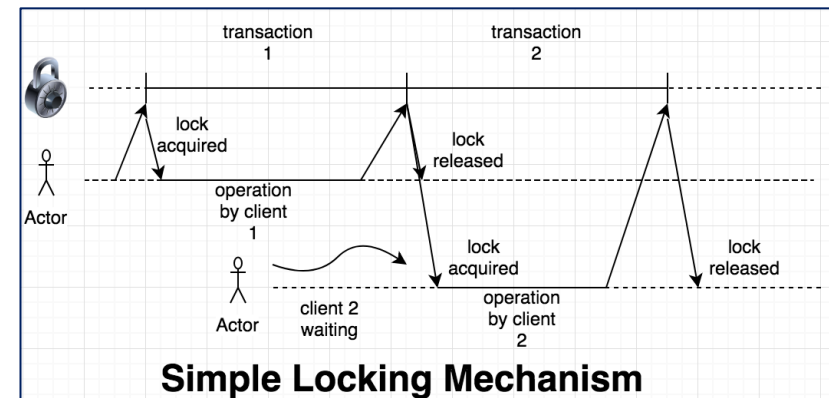 transaction
1
transaction
2
lock
acquired
lock
released
Actor
operation
by client
1
lock
acquired
lock
released
Actor
client 2
waiting
operation
by client
2
Simple Locking Mechanism